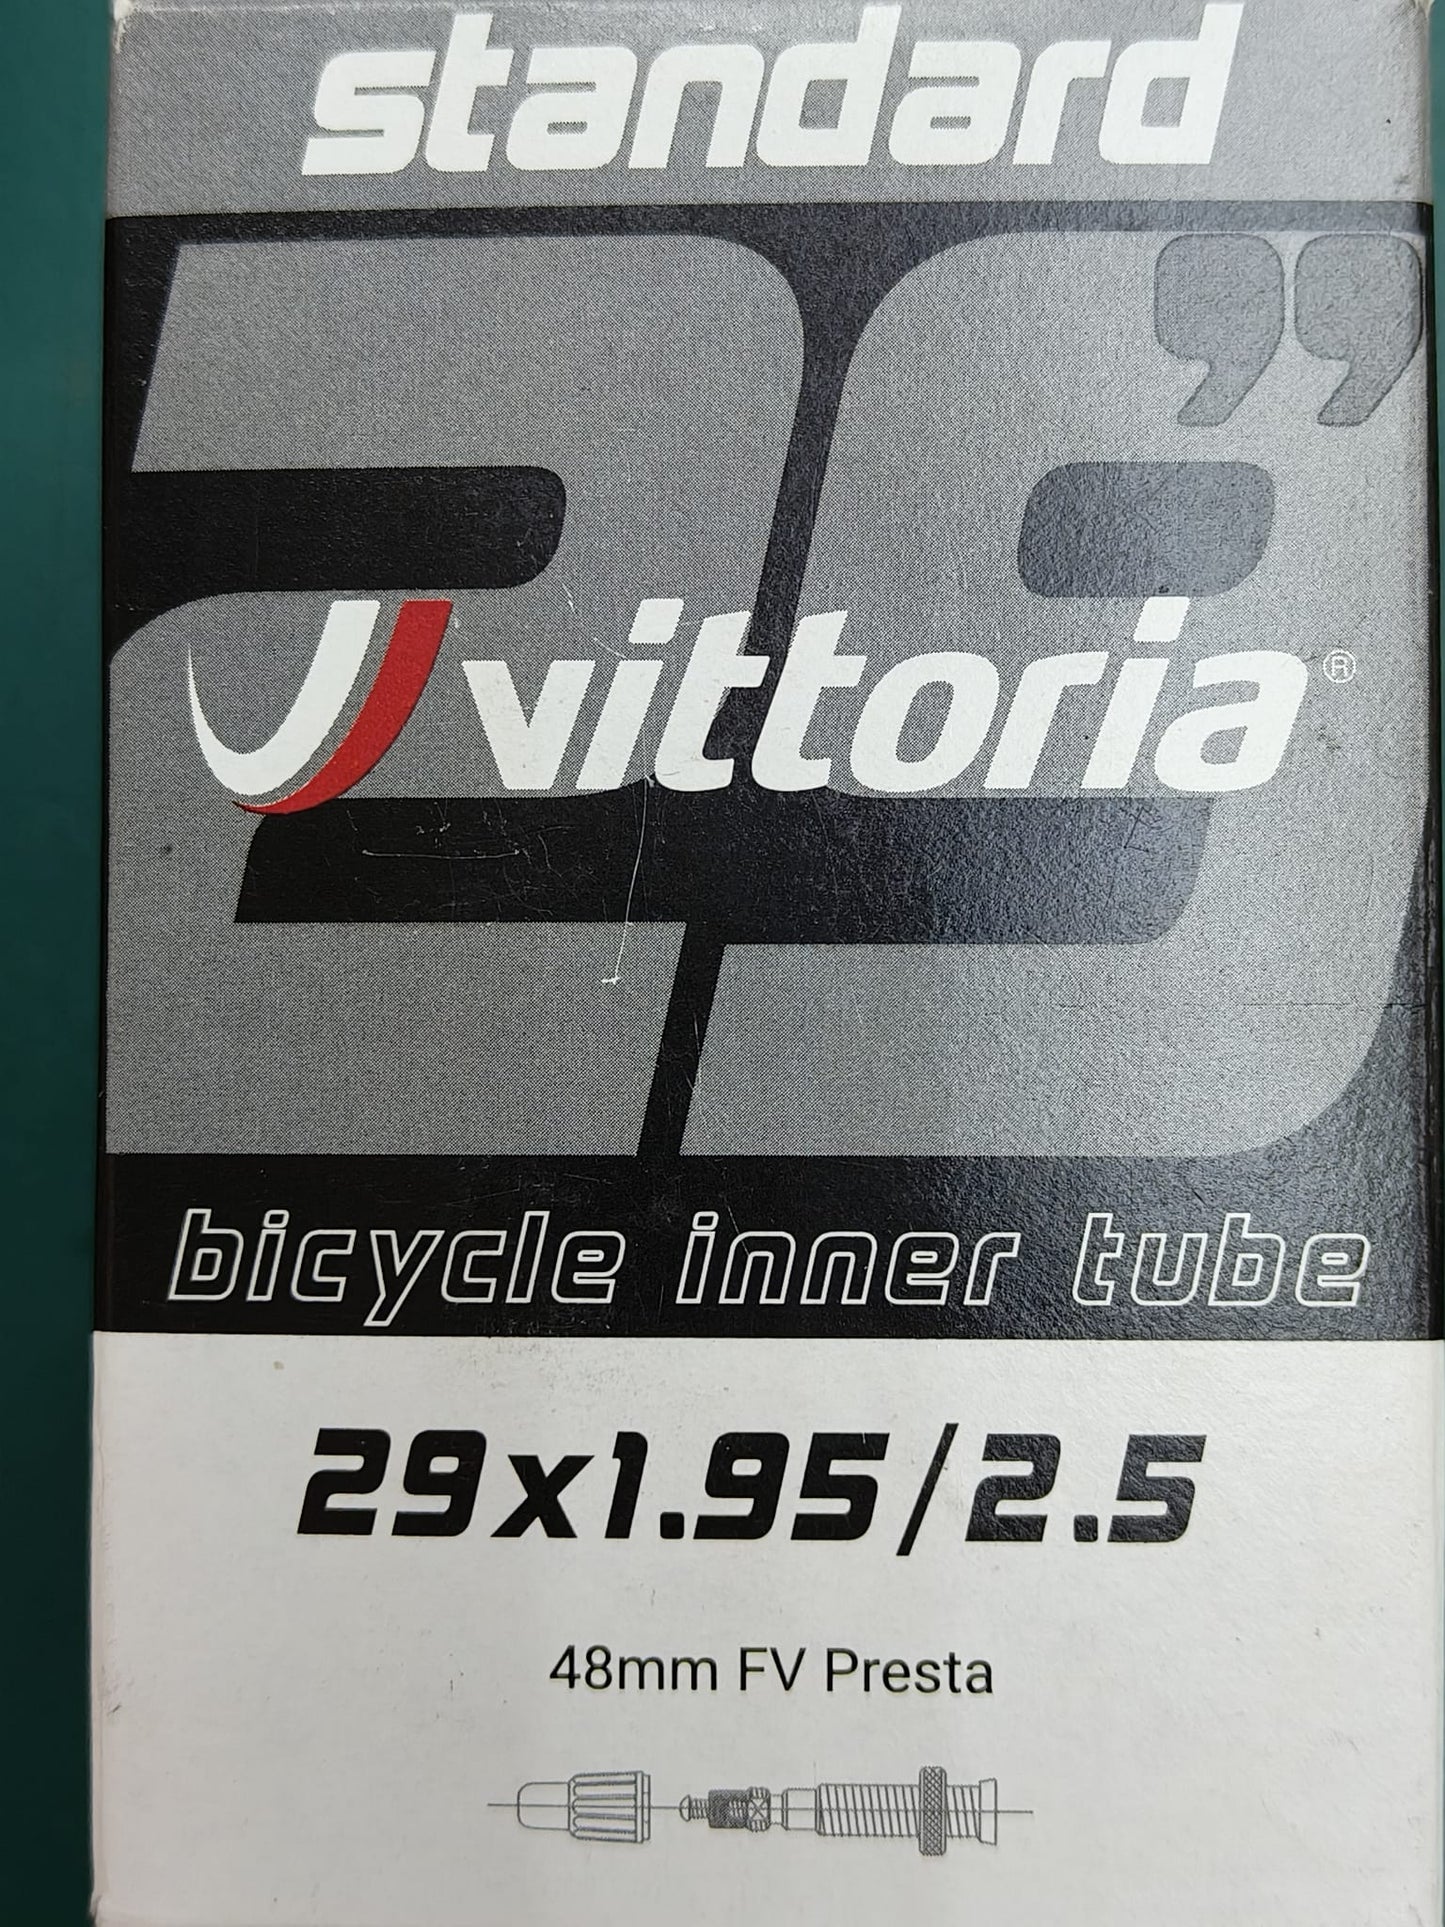 standard
29”
vittoria®
bicycle inner tube
29x1.95/2.5
48mm FV Presta